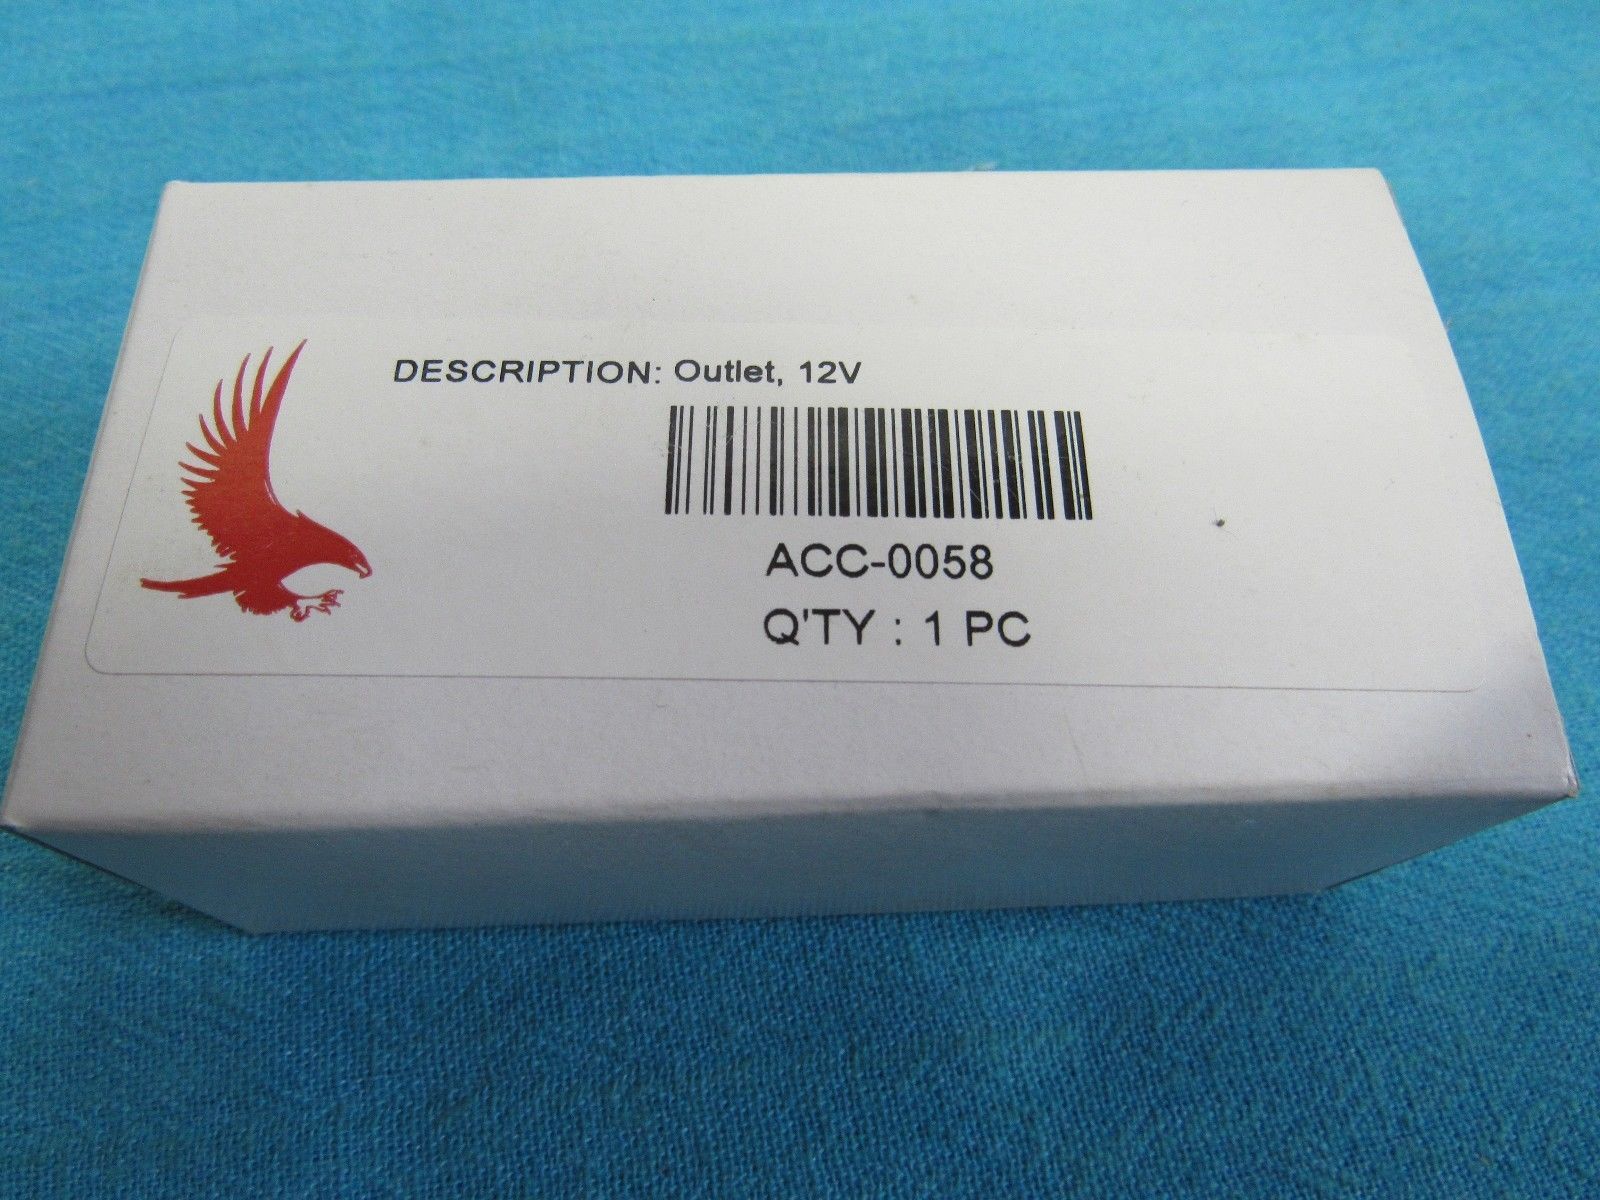 DESCRIPTION: Outlet, 12V
ACC-0058
Q'TY : 1 PC